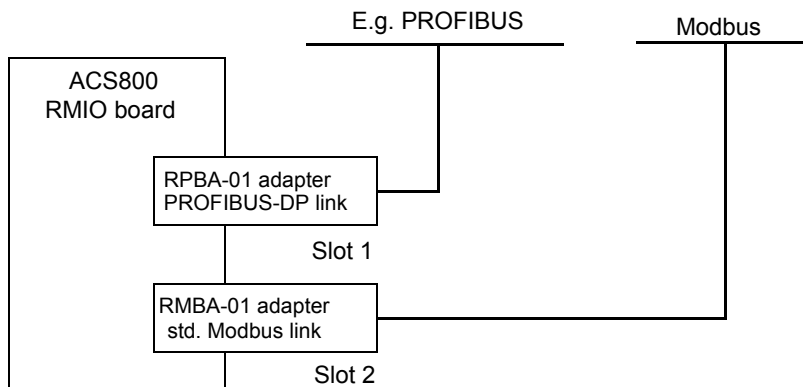 E.g. PROFIBUS
Modbus
ACS800
RMIO board
RPBA-01 adapter
PROFIBUS-DP link
Slot 1
RMBA-01 adapter
std. Modbus link
Slot 2